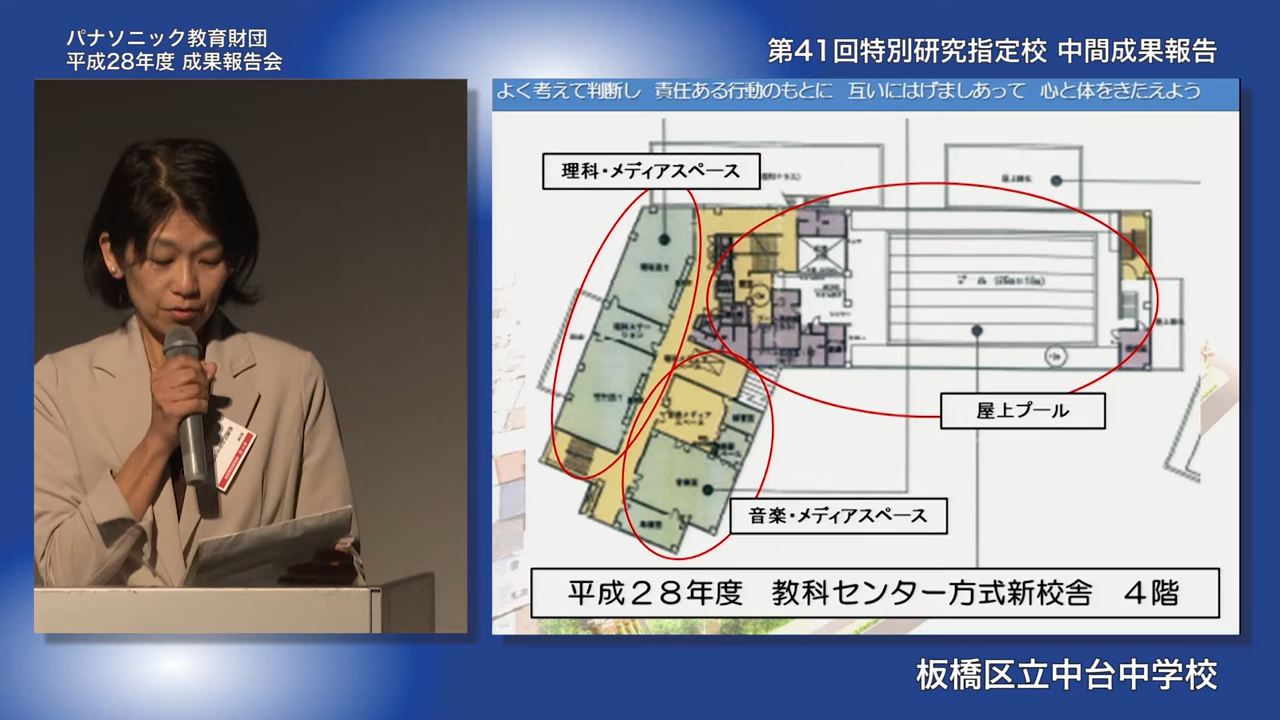 パナソニック教育財団
平成28年度 成果報告会
第41回特別研究指定校 中間成果報告
よく考えて判断し 責任ある行動のもとに 互いにはげましあって 心と体をきたえよう
理科・メディアスペース
プール (25m×16m)
屋上プール
音楽・メディアスペース
平成28年度 教科センター方式新校舎 4階
板橋区立中台中学校